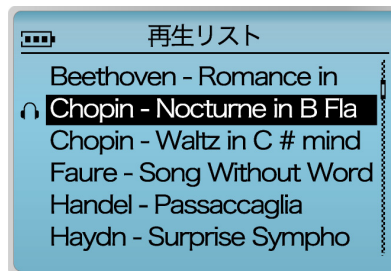 再生リスト
Beethoven - Romance in
Chopin - Nocturne in B Fla
Chopin - Waltz in C # mind
Faure - Song Without Word
Handel - Passaccaglia
Haydn - Surprise Sympho